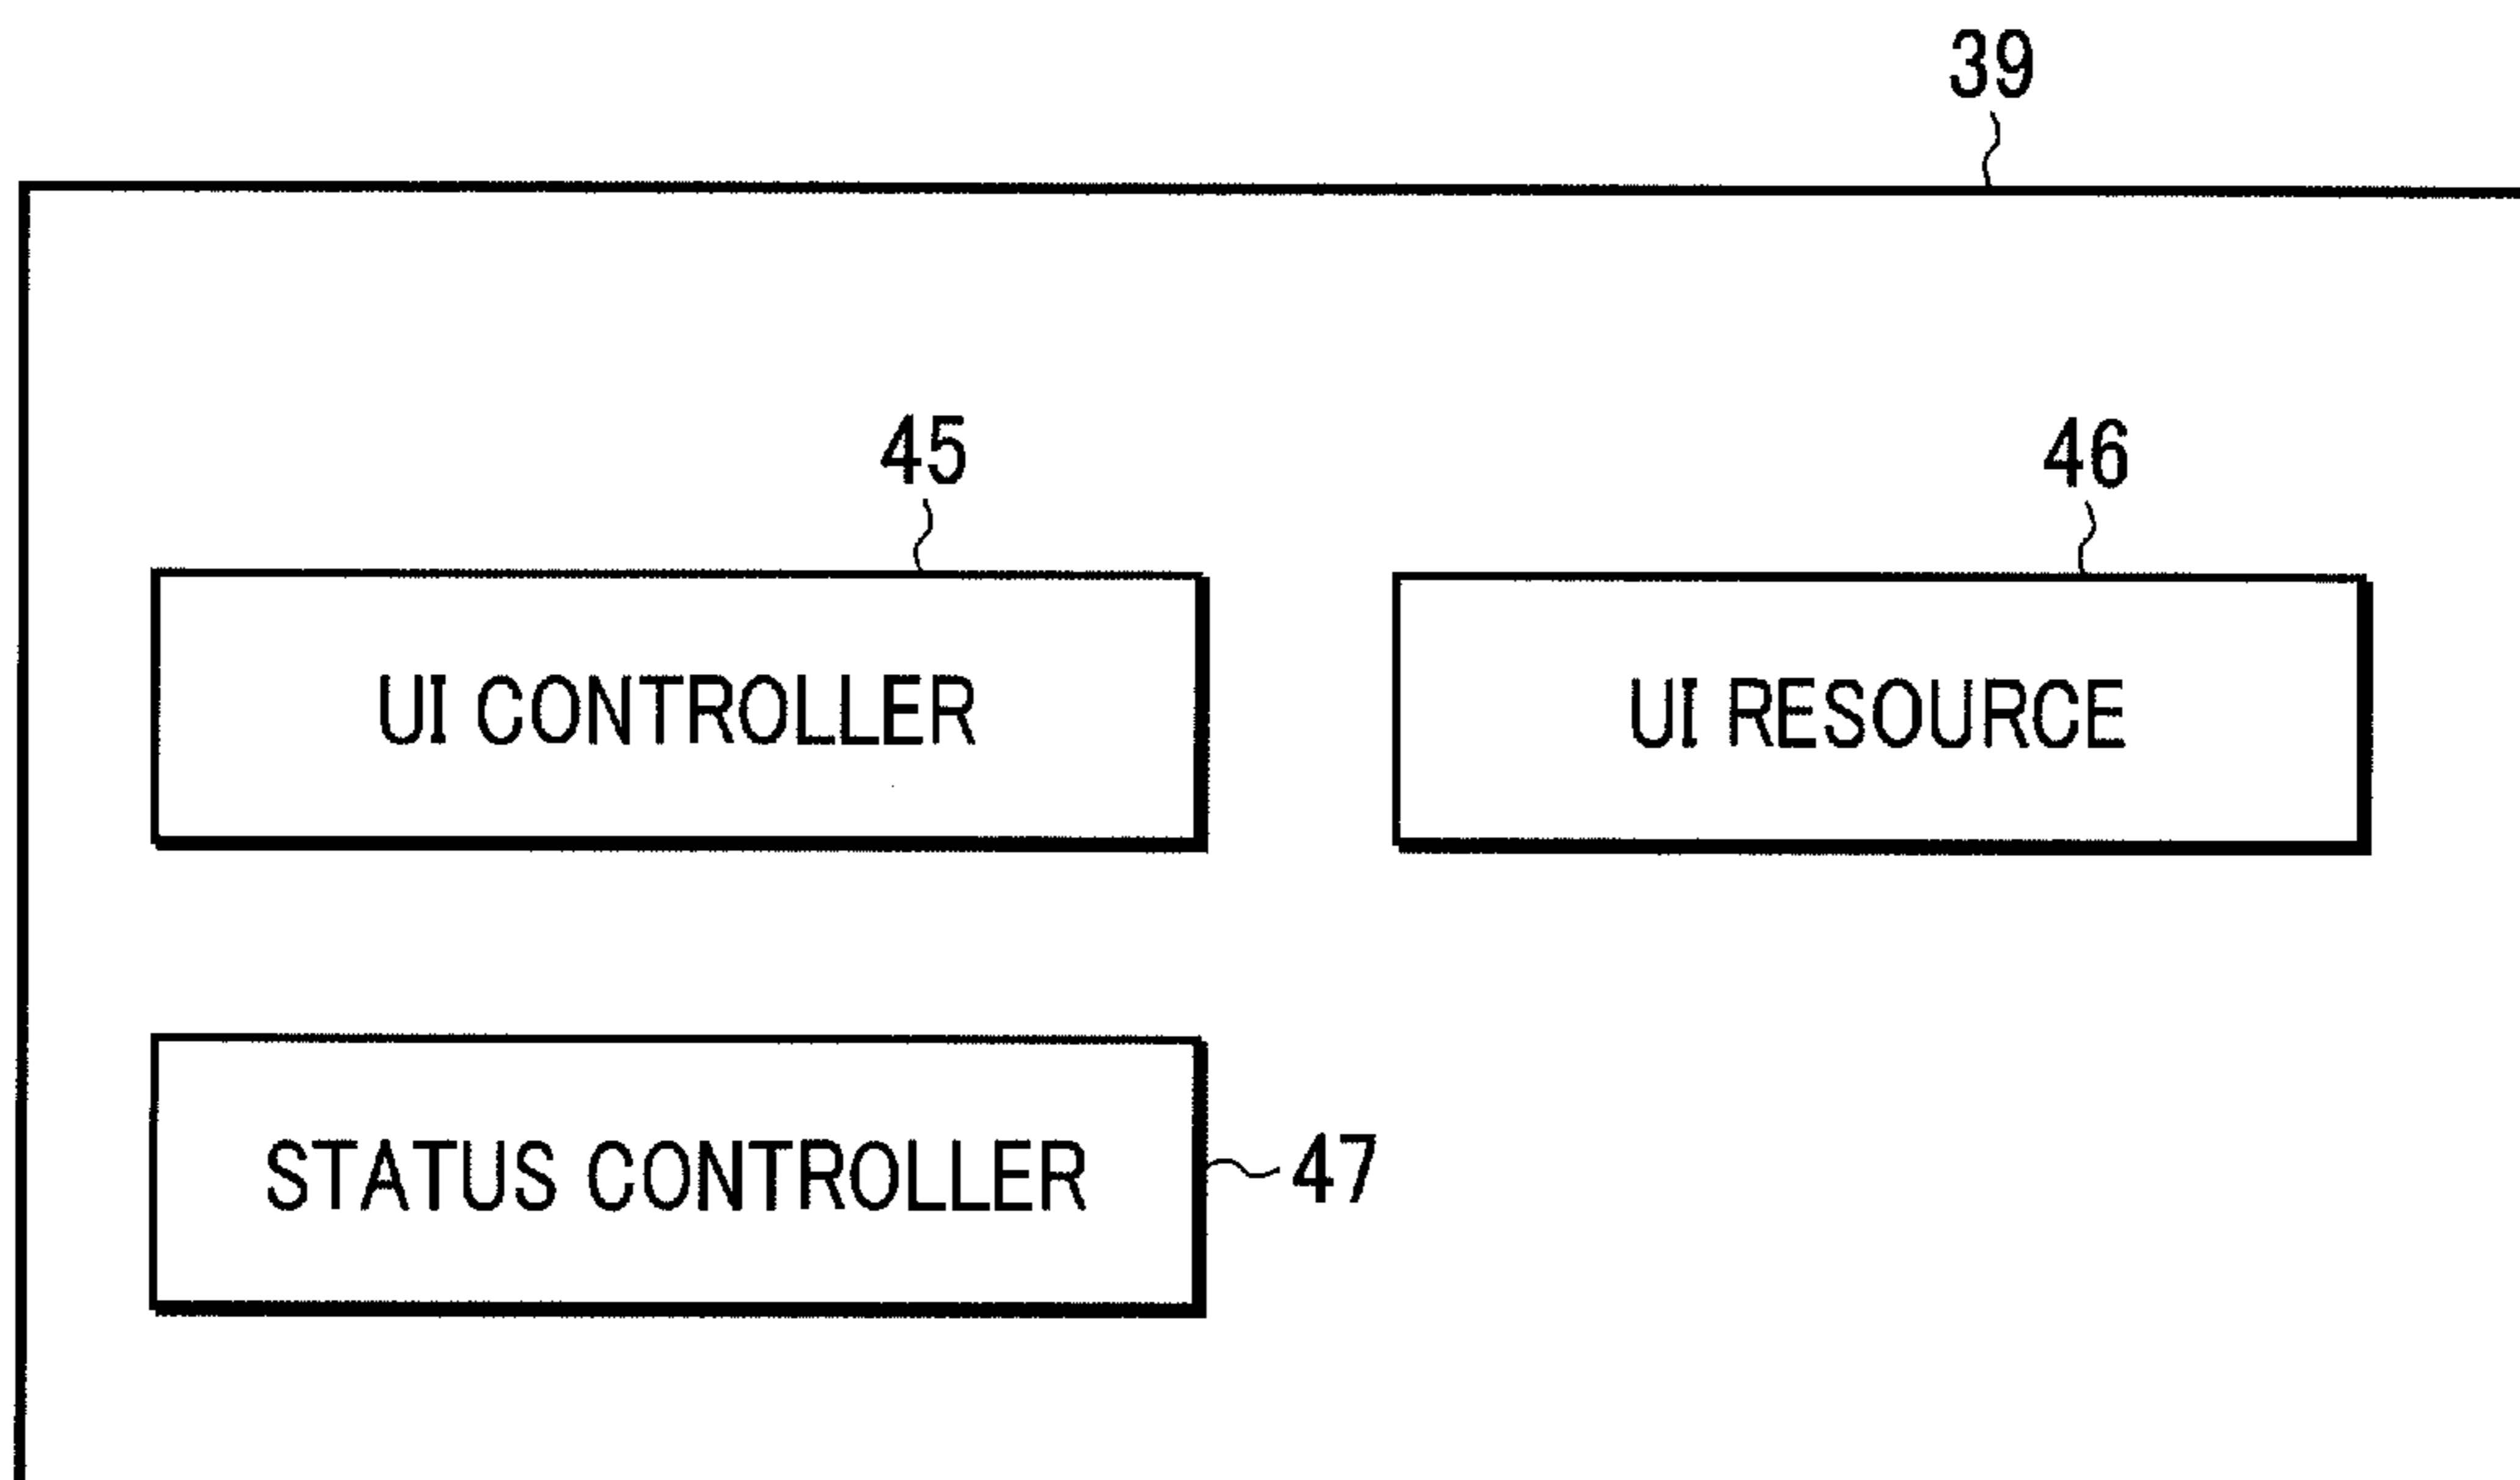 39
45
46
UI CONTROLLER
UI RESOURCE
STATUS CONTROLLER
47